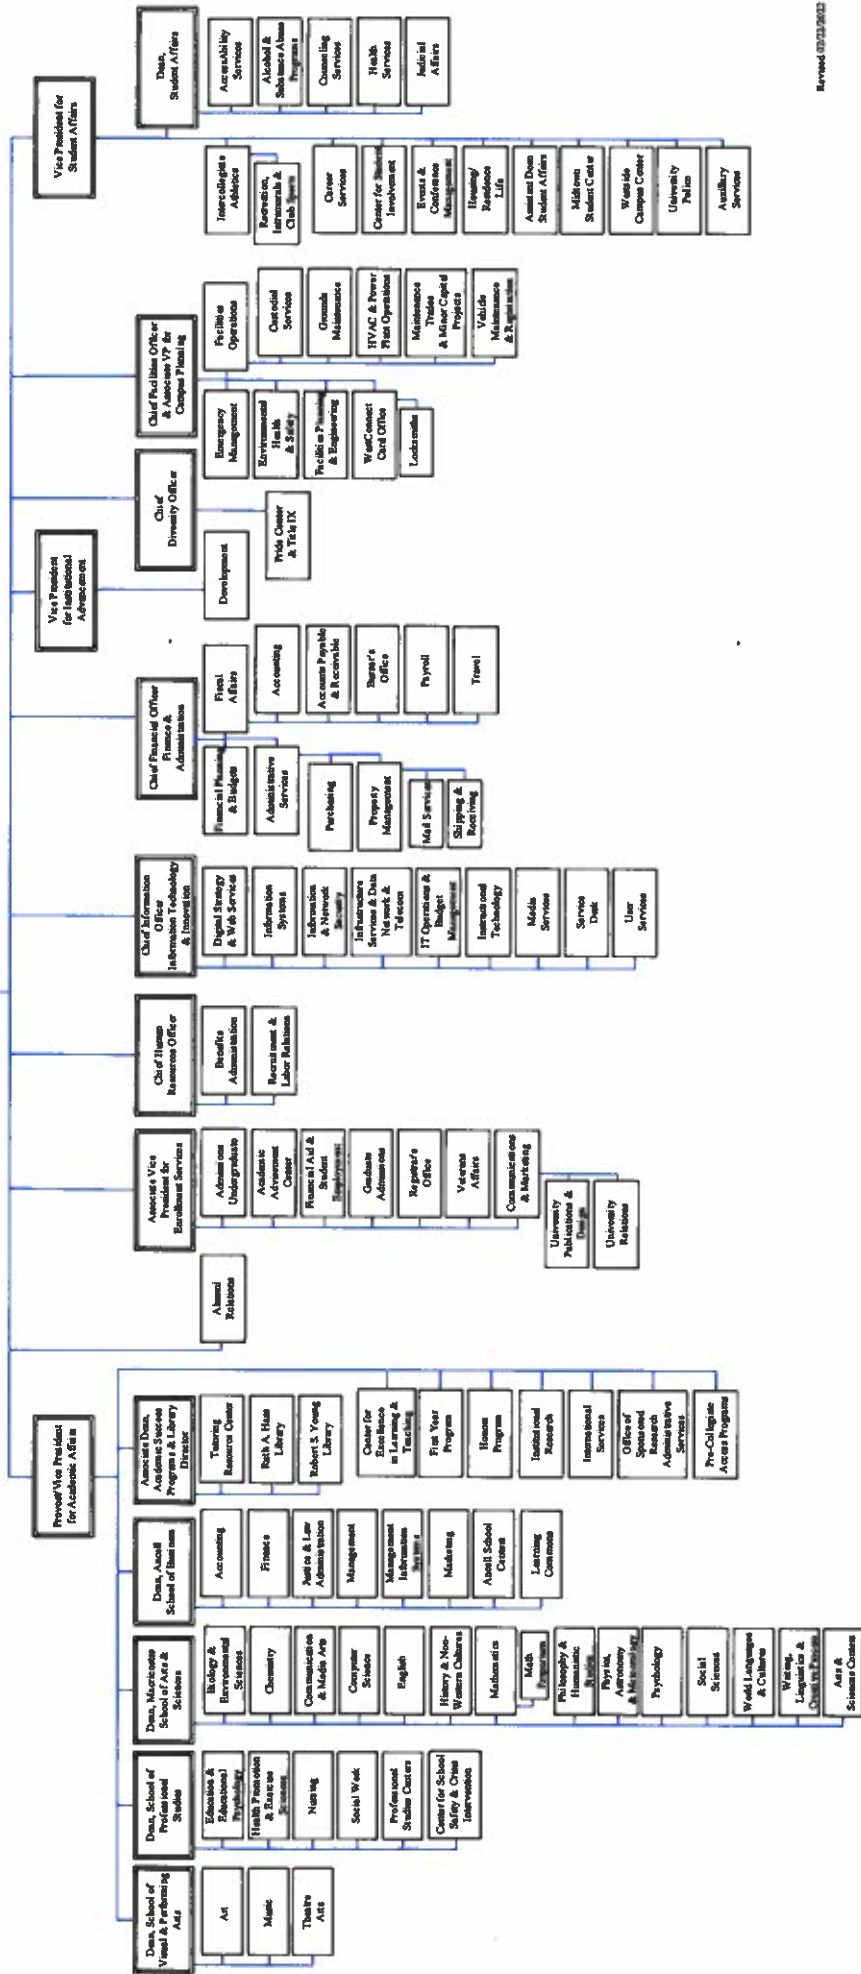 Provost/Vice President
for Academic Affairs
Vice President
for Institutional
Advancement
Vice President for
Student Affairs
Dean, School of
Visual & Performing
Arts
Art
Music
Theatre
Arts
Dean, School of
Professional
Studies
Education &
Educational
Psychology
Health Promotion
& Exercise
Sciences
Nursing
Social Work
Professional
Studies Centers
Center for School
Safety & Crisis
Intervention
Dean, Macricostas
School of Arts &
Sciences
Biology &
Environmental
Sciences
Chemistry
Communication
& Media Arts
Computer
Science
English
History & Non-
Western Cultures
Mathematics
Math
Philosophy &
Humanistic
Studies
Physics,
Astronomy
& Meteorology
Psychology
Social
Sciences
World Languages
& Cultures
Writing,
Linguistics &
Arts &
Sciences Centers
Dean, Ancell
School of Business
Accounting
Finance
Justice & Law
Administration
Management
Management
Information
Systems
Marketing
Ancell School
Centers
Learning
Commons
Associate Dean,
Academic Success
Programs & Library
Director
Tutoring
Resource Center
Ruth A. Haas
Library
Robert S. Young
Library
Center for
Excellence
in Learning &
Teaching
First Year
Program
Honors
Program
Institutional
Research
International
Services
Office of
Sponsored
Research
Administrative
Services
Pre-Collegiate
Access Programs
Alumni
Relations
Associate Vice
President for
Enrollment Services
Admissions
Undergraduate
Academic
Advisement
Center
Financial Aid &
Student
Employment
Graduate
Admissions
Registrar's
Office
Veterans
Affairs
Communications
& Marketing
University
Publications &
Design
University
Relations
Chief Human
Resources Officer
Benefits
Administration
Recruitment &
Labor Relations
Chief Information
Officer
Information Technology
& Innovation
Digital Strategy
& Web Services
Information
Systems
Information
& Network
Security
Infrastructure
Services & Data
Network &
Telecom
IT Operations &
Budget
Management
Instructional
Technology
Media
Services
Service
Desk
User
Services
Chief Financial Officer
Finance &
Administration
Financial Planning
& Budgets
Administrative
Services
Purchasing
Property
Management
Mail Services
Shipping &
Receiving
Fiscal
Affairs
Accounting
Accounts Payable
& Receivable
Bursar's
Office
Payroll
Travel
Development
Chief
Diversity Officer
Pride Center
& Title IX
Chief Facilities Officer
& Associate VP for
Campus Planning
Emergency
Management
Environmental
Health
& Safety
Facilities Planning
& Engineering
WestConnect
Card Office
Locksmiths
Facilities
Operations
Custodial
Services
Grounds
Maintenance
HVAC & Power
Plant Operations
Maintenance
Trades
& Minor Capital
Projects
Vehicle
Maintenance
& Registration
Intercollegiate
Athletics
Recreation,
Intramurals &
Club Sports
Career
Services
Center for Student
Involvement
Events &
Conference
Management
Housing/
Residence
Life
Assistant Dean
Student Affairs
Midtown
Student Center
Westside
Campus Center
University
Police
Auxiliary
Services
Dean,
Student Affairs
AccessAbility
Services
Alcohol &
Substance Abuse
Programs
Counseling
Services
Health
Services
Judicial
Affairs
Revised